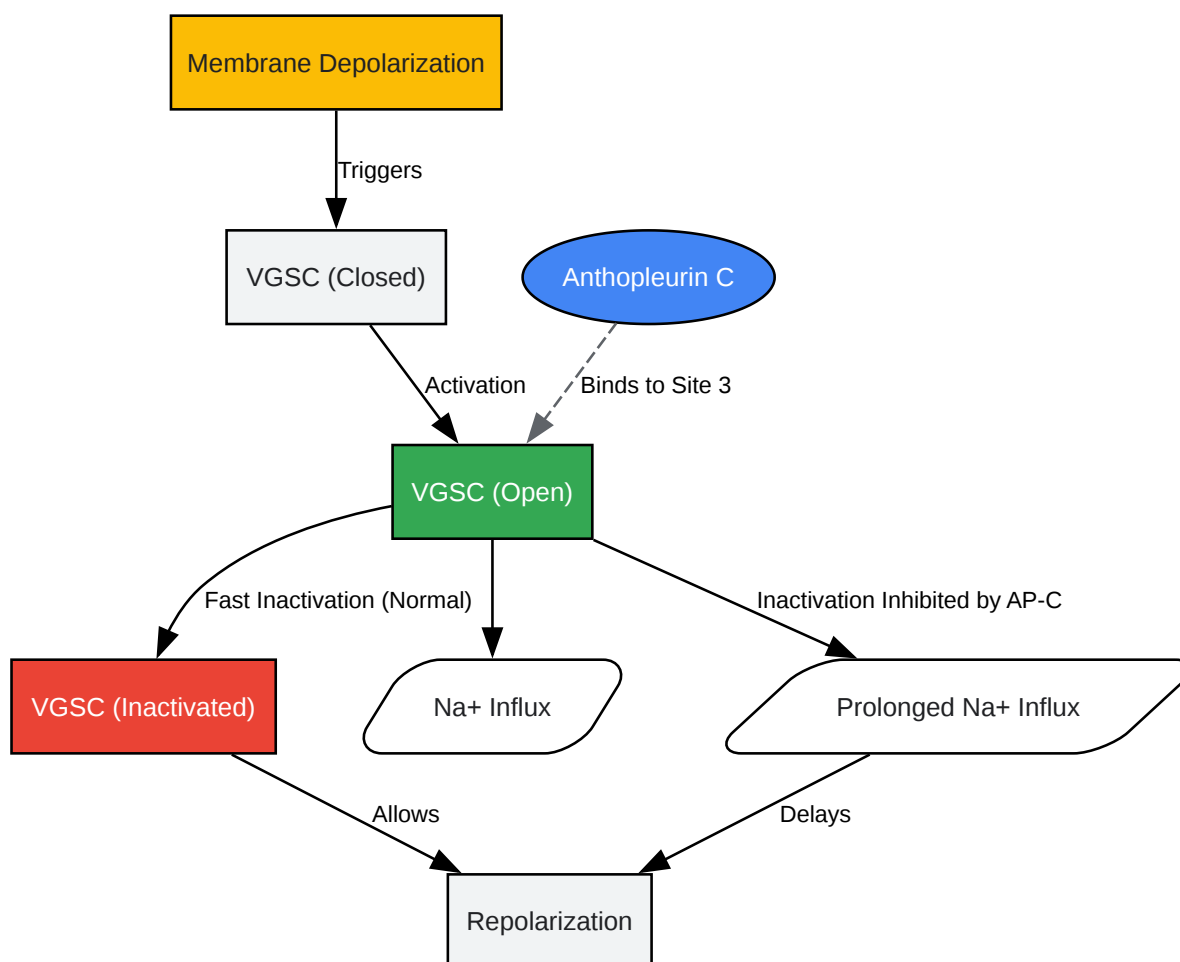 Membrane Depolarization
Triggers
VGSC (Closed)
Anthopleurin C
Activation
Binds to Site 3
VGSC (Open)
Fast Inactivation (Normal)
Inactivation Inhibited by AP-C
VGSC (Inactivated)
Na+ Influx
Prolonged Na+ Influx
Allows
Delays
Repolarization